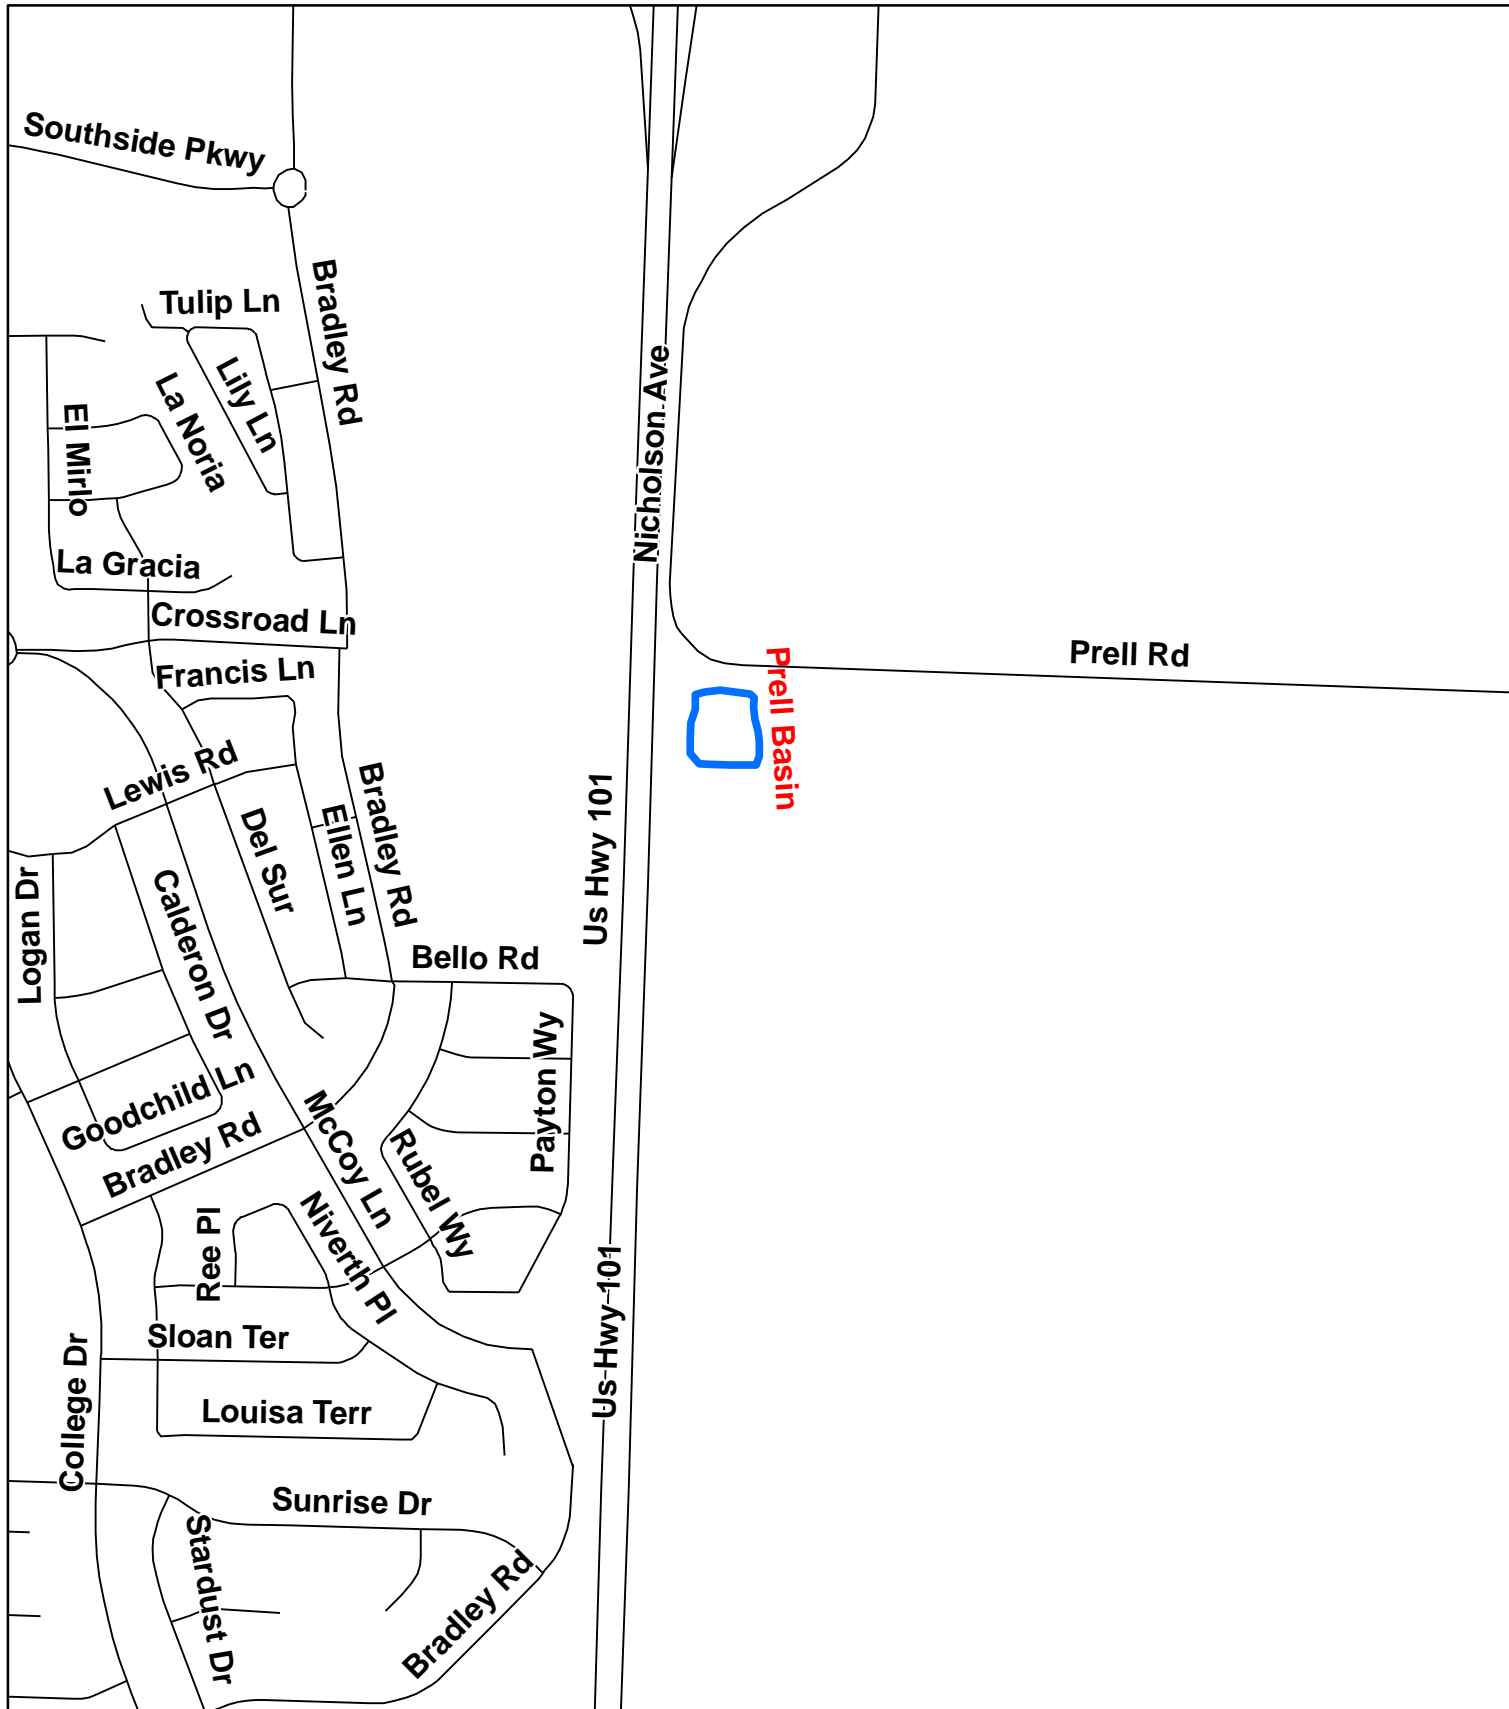 Southside Pkwy
Tulip Ln
Bradley Rd
Lily Ln
La Noria
El Mirlo
Nicholson Ave
La Gracia
Crossroad Ln
Francis Ln
Prell Rd
Prell Basin
Lewis Rd
Bradley Rd
Ellen Ln
Del Sur
Us Hwy 101
Logan Dr
Calderon Dr
Bello Rd
Payton Wy
Goodchild Ln
Bradley Rd
McCoy Ln
Rubel Wy
Niverth Pl
Ree Pl
Us Hwy 101
Sloan Ter
College Dr
Louisa Terr
Sunrise Dr
Stardust Dr
Bradley Rd